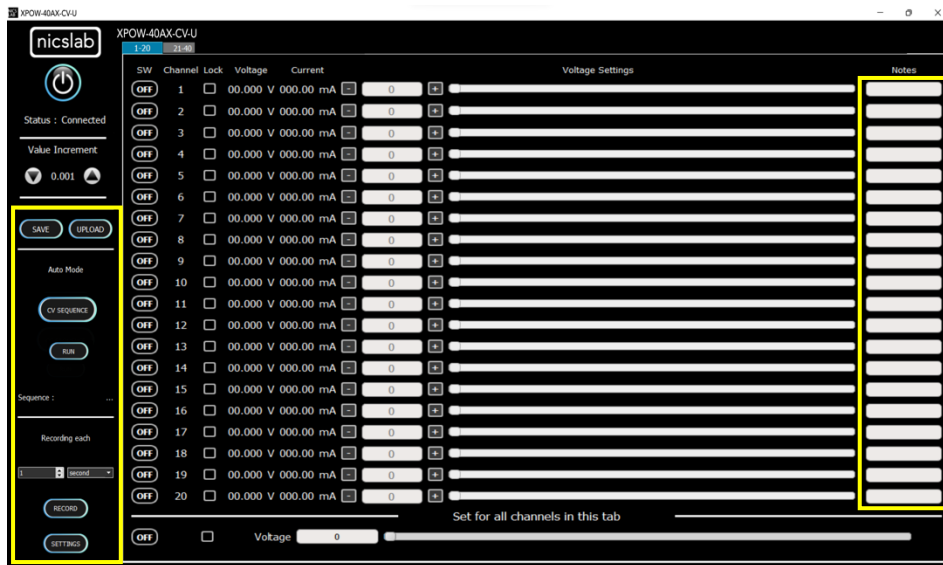 XPOW-40AX-CV-U
nicslab
XPOW-40AX-CV-U
1-20 21-40
SW Channel Lock Voltage Current Voltage Settings Notes
OFF 1 00.000 V 000.00 mA - 0 +
OFF 2 00.000 V 000.00 mA - 0 +
OFF 3 00.000 V 000.00 mA - 0 +
OFF 4 00.000 V 000.00 mA - 0 +
OFF 5 00.000 V 000.00 mA - 0 +
OFF 6 00.000 V 000.00 mA - 0 +
OFF 7 00.000 V 000.00 mA - 0 +
OFF 8 00.000 V 000.00 mA - 0 +
OFF 9 00.000 V 000.00 mA - 0 +
OFF 10 00.000 V 000.00 mA - 0 +
OFF 11 00.000 V 000.00 mA - 0 +
OFF 12 00.000 V 000.00 mA - 0 +
OFF 13 00.000 V 000.00 mA - 0 +
OFF 14 00.000 V 000.00 mA - 0 +
OFF 15 00.000 V 000.00 mA - 0 +
OFF 16 00.000 V 000.00 mA - 0 +
OFF 17 00.000 V 000.00 mA - 0 +
OFF 18 00.000 V 000.00 mA - 0 +
OFF 19 00.000 V 000.00 mA - 0 +
OFF 20 00.000 V 000.00 mA - 0 +
Set for all channels in this tab
OFF Voltage 0
Status : Connected
Value Increment
0.001
SAVE UPLOAD
Auto Mode
CV SEQUENCE
RUN
Sequence : ...
Recording each
1 second
RECORD
SETTINGS